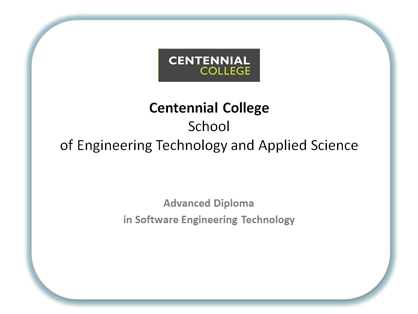 CENTENNIAL
COLLEGE
Centennial College
School
of Engineering Technology and Applied Science
Advanced Diploma
in Software Engineering Technology